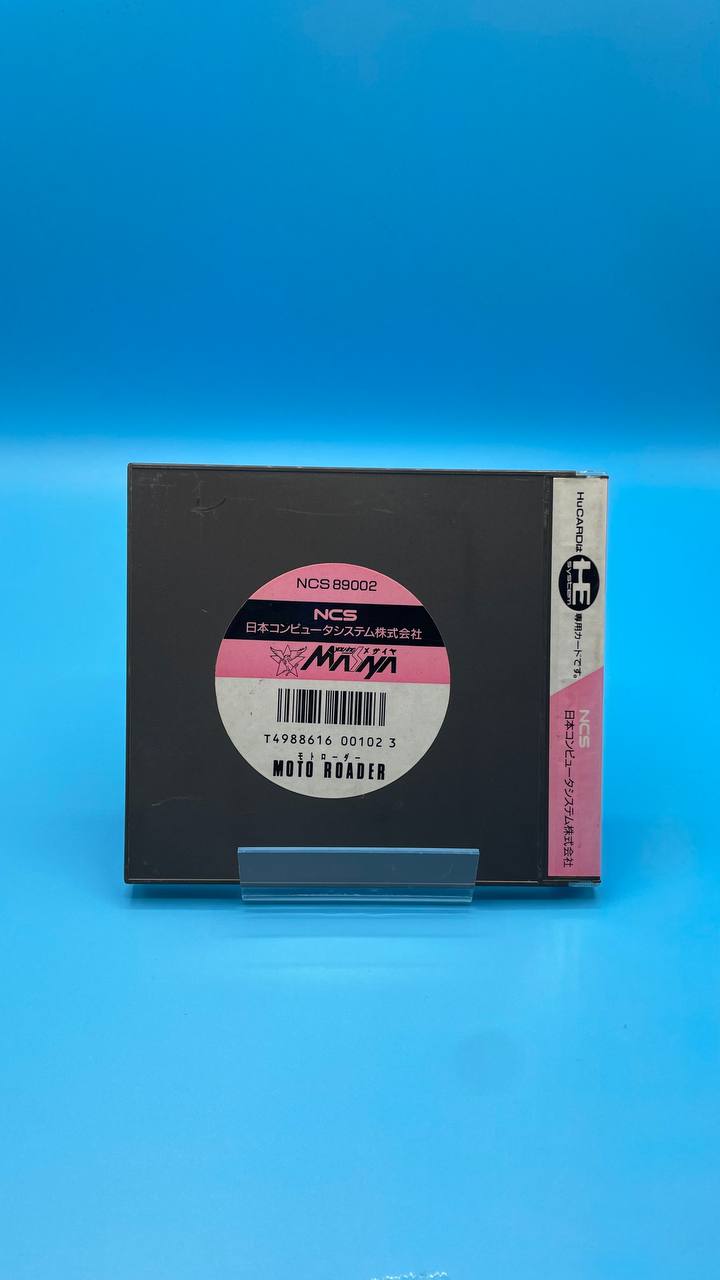 NCS 89002
NCS
日本コンピュータシステム株式会社
メサイヤ
MASAYA
T4988616 00102 3
モトローダー
MOTO ROADER
HuCARDは
HE
system
専用カードです。
NCS
日本コンピュータシステム株式会社